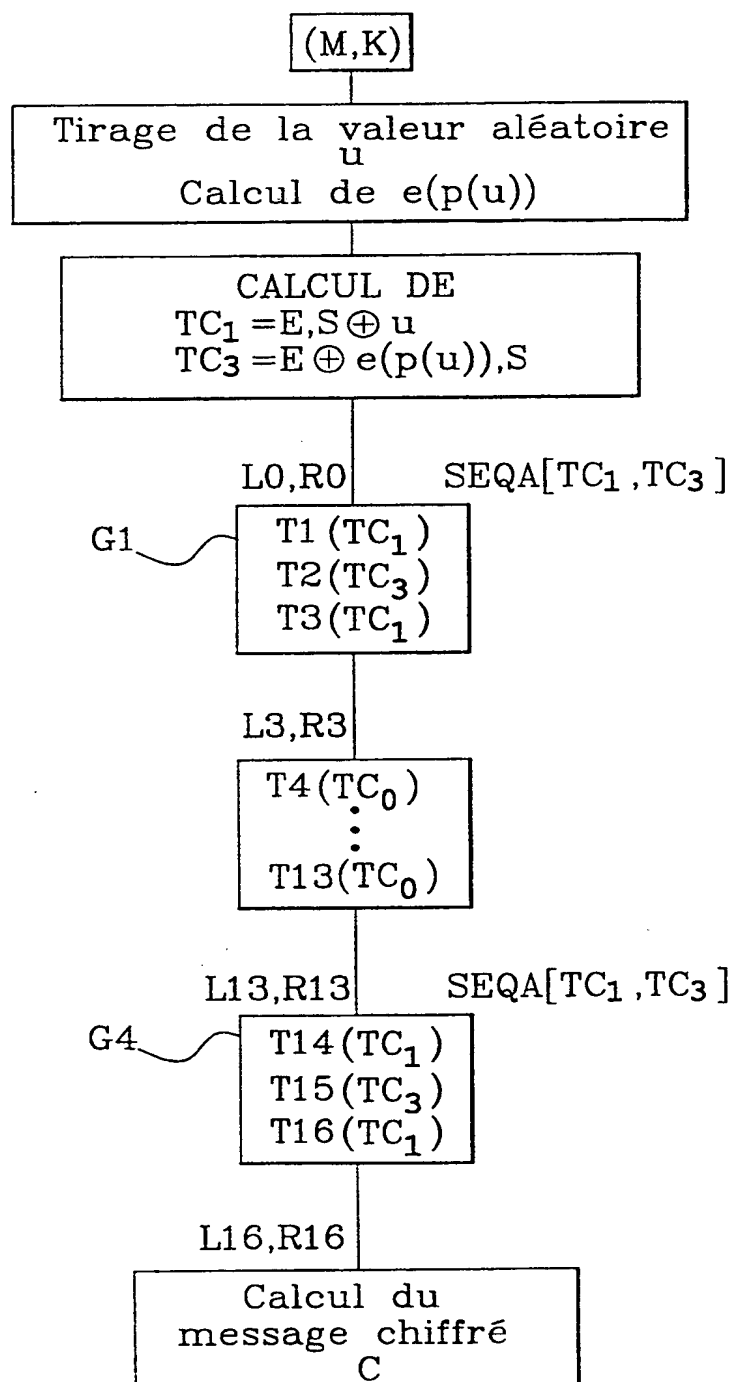 (M,K)
Tirage de la valeur aléatoire
u
Calcul de e(p(u))
CALCUL DE
TC₁=E,S⊕u
TC₃=E⊕e(p(u)),S
L0,R0 SEQA[TC₁,TC₃]
G1
T1(TC₁)
T2(TC₃)
T3(TC₁)
L3,R3
T4(TC₀)
⋮
T13(TC₀)
L13,R13 SEQA[TC₁,TC₃]
G4
T14(TC₁)
T15(TC₃)
T16(TC₁)
L16,R16
Calcul du
message chiffré
C